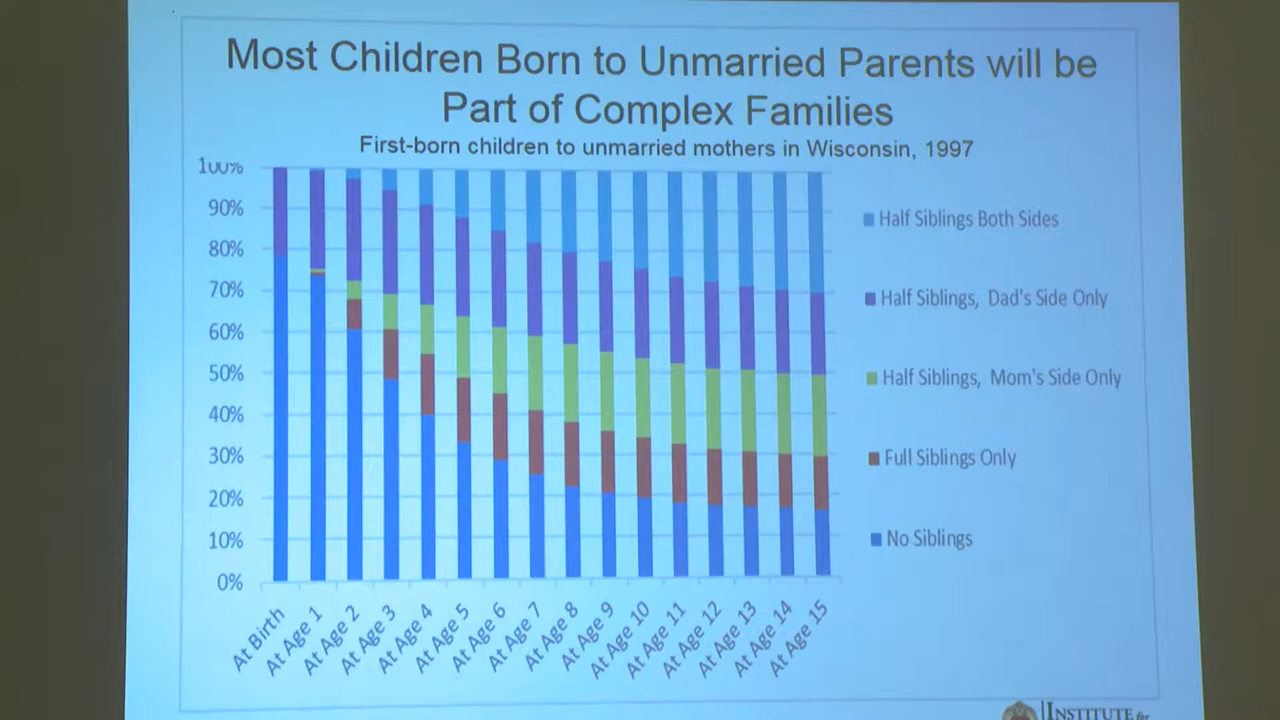 Most Children Born to Unmarried Parents will be
Part of Complex Families
First-born children to unmarried mothers in Wisconsin, 1997
100%
90%
80%
70%
60%
50%
40%
30%
20%
10%
0%
Half Siblings Both Sides
Half Siblings, Dad's Side Only
Half Siblings, Mom's Side Only
Full Siblings Only
No Siblings
At Birth
At Age 1
At Age 2
At Age 3
At Age 4
At Age 5
At Age 6
At Age 7
At Age 8
At Age 9
At Age 10
At Age 11
At Age 12
At Age 13
At Age 14
At Age 15
INSTITUTE for